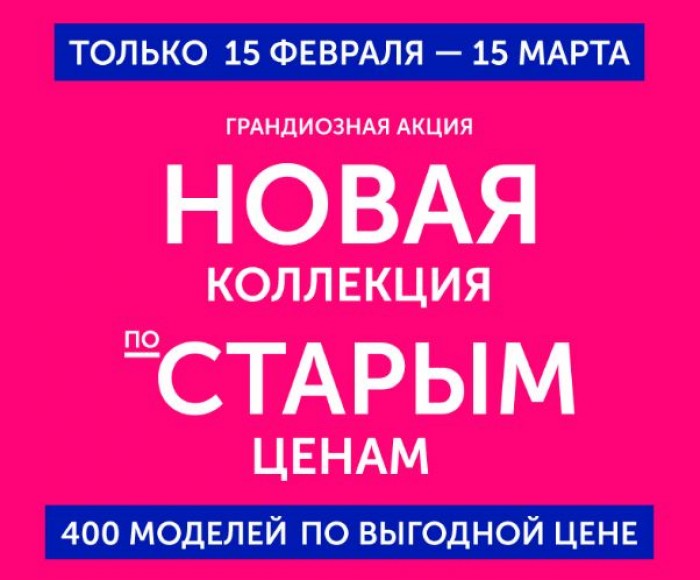 ТОЛЬКО 15 ФЕВРАЛЯ — 15 МАРТА
ГРАНДИОЗНАЯ АКЦИЯ
НОВАЯ
КОЛЛЕКЦИЯ
ПО СТАРЫМ
ЦЕНАМ
400 МОДЕЛЕЙ ПО ВЫГОДНОЙ ЦЕНЕ